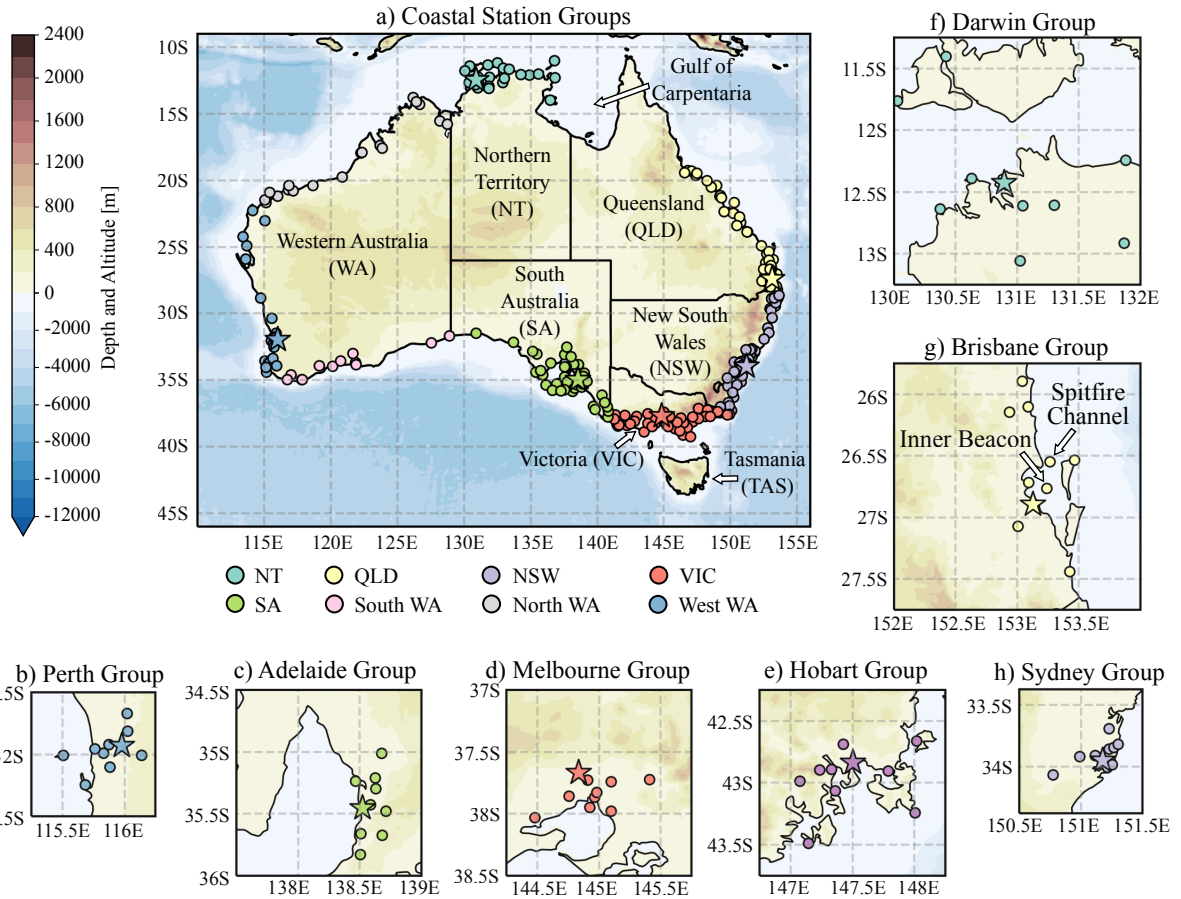 a) Coastal Station Groups
2400
2000
1600
1200
800
400
0
-2000
-4000
-6000
-8000
-10000
-12000
Depth and Altitude [m]
10S
15S
20S
25S
30S
35S
40S
45S
115E
120E
125E
130E
135E
140E
145E
150E
155E
Gulf of
Carpentaria
Northern
Territory
(NT)
Queensland
(QLD)
Western Australia
(WA)
South
Australia
(SA)
New South
Wales
(NSW)
Victoria (VIC)
Tasmania
(TAS)
NT
QLD
NSW
VIC
SA
South WA
North WA
West WA
f) Darwin Group
11.5S
12S
12.5S
13S
130E
130.5E
131E
131.5E
132E
g) Brisbane Group
26S
26.5S
27S
27.5S
Spitfire
Channel
Inner Beacon
152E
152.5E
153E
153.5E
b) Perth Group
.5S
2S
.5S
115.5E
116E
c) Adelaide Group
34.5S
35S
35.5S
36S
138E
138.5E
139E
d) Melbourne Group
37S
37.5S
38S
38.5S
144.5E
145E
145.5E
e) Hobart Group
42.5S
43S
43.5S
147E
147.5E
148E
h) Sydney Group
33.5S
34S
150.5E
151E
151.5E